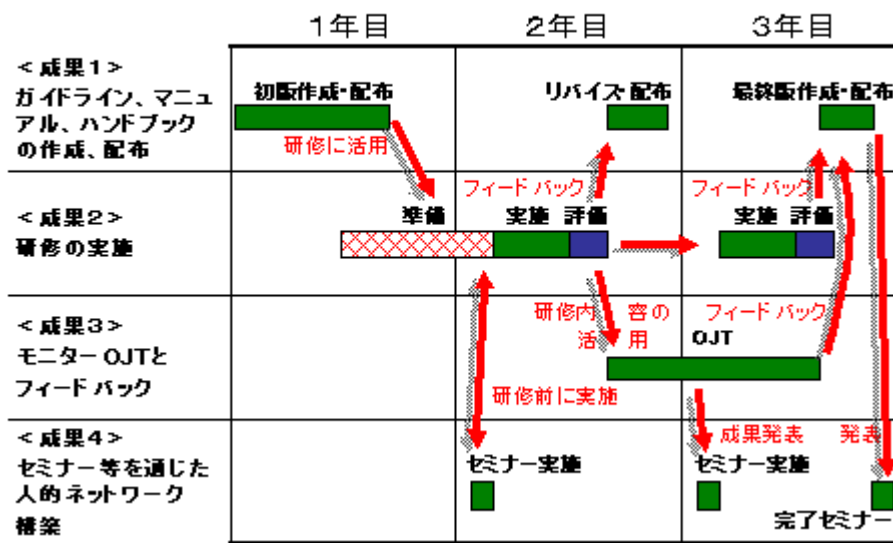 1年目
2年目
3年目
<成果1>
ガイドライン、マニュ
アル、ハンドブック
の作成、配布
初版作成・配布
リバイズ・配布
最終版作成・配布
研修に活用
フィードバック
フィードバック
<成果2>
研修の実施
準備
実施 評価
実施 評価
<成果3>
モニターOJTと
フィードバック
研修内 容の
活 用
フィードバック
OJT
研修前に実施
<成果4>
セミナー等を通じた
人的ネットワーク
構築
成果発表
発表
セミナー実施
セミナー実施
完了セミナー